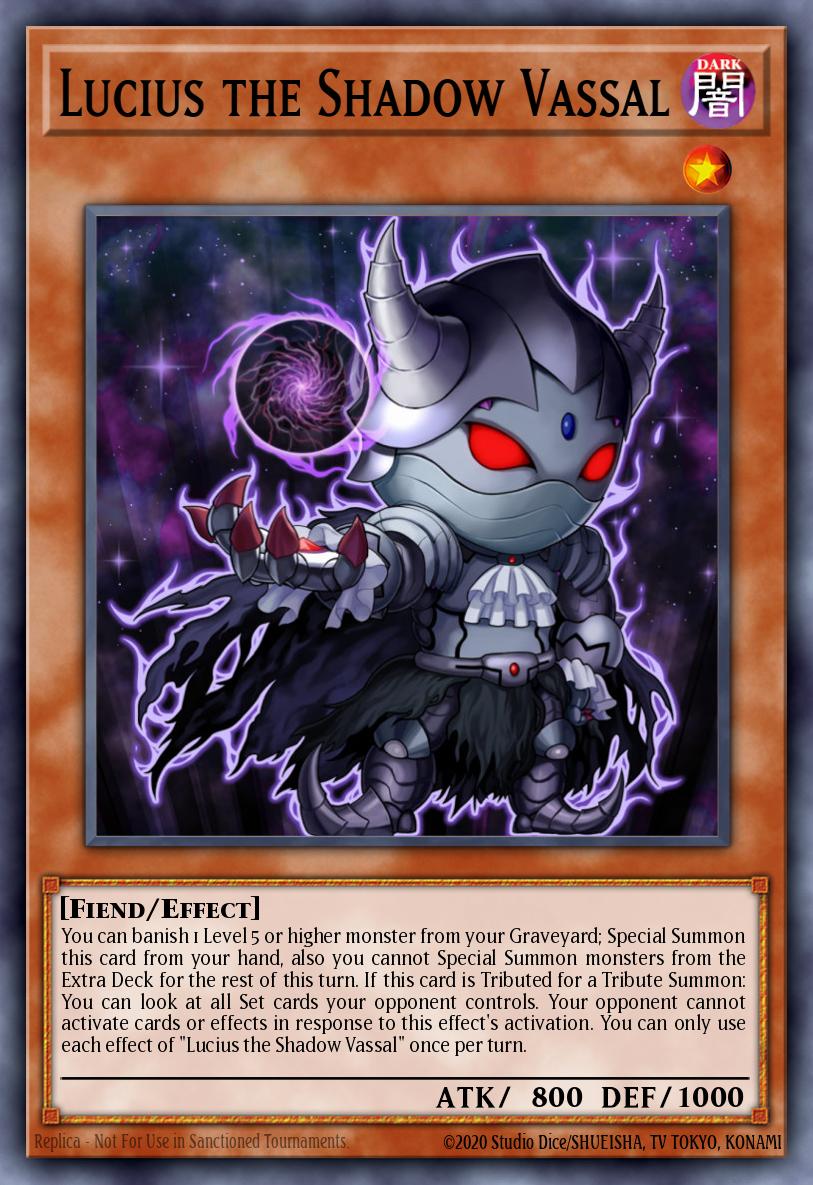 Lucius the Shadow Vassal
DARK
闇
[Fiend/Effect]
You can banish 1 Level 5 or higher monster from your Graveyard; Special Summon
this card from your hand, also you cannot Special Summon monsters from the
Extra Deck for the rest of this turn. If this card is Tributed for a Tribute Summon:
You can look at all Set cards your opponent controls. Your opponent cannot
activate cards or effects in response to this effect's activation. You can only use
each effect of "Lucius the Shadow Vassal" once per turn.
ATK/ 800 DEF/1000
Replica - Not For Use in Sanctioned Tournaments.
©2020 Studio Dice/SHUEISHA, TV TOKYO, KONAMI